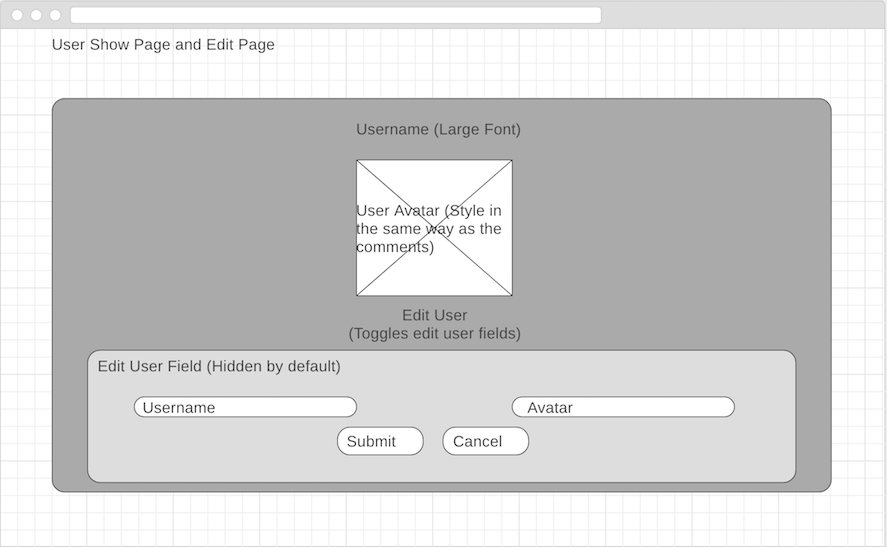 User Show Page and Edit Page
Username (Large Font)
User Avatar (Style in
the same way as the
comments)
Edit User
(Toggles edit user fields)
Edit User Field (Hidden by default)
Username
Avatar
Submit
Cancel